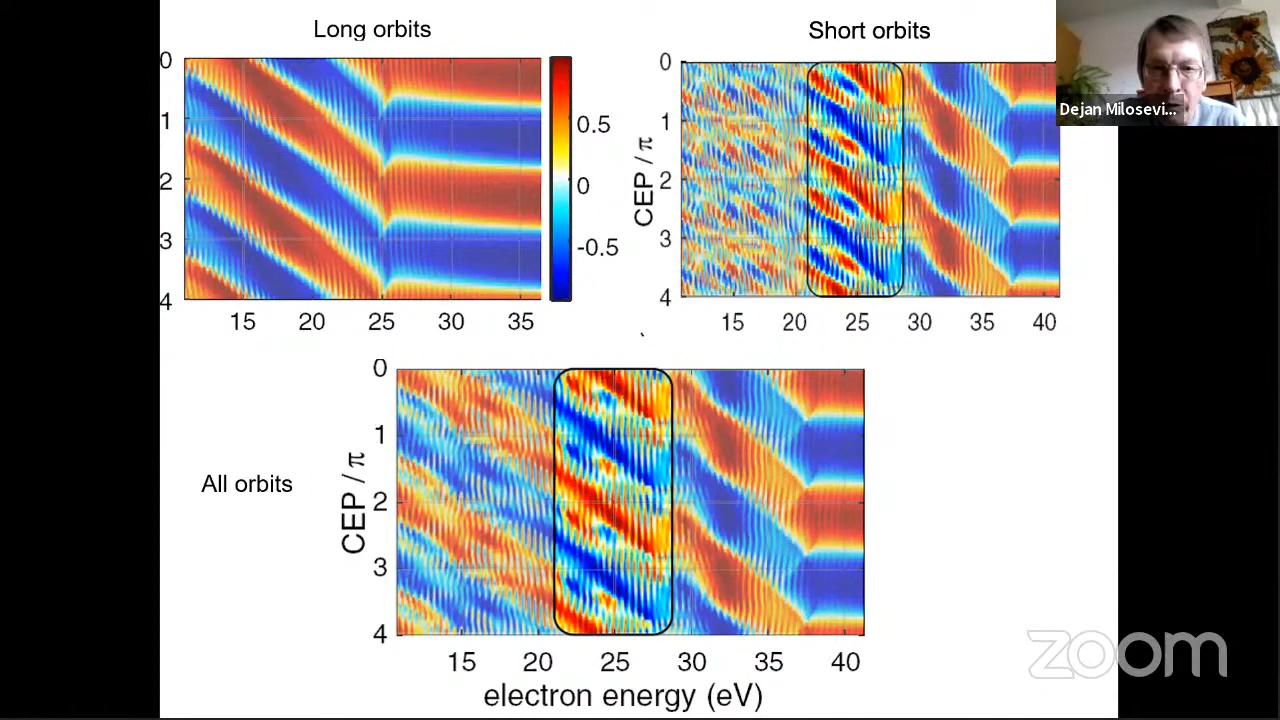 Long orbits
Short orbits
0
1
2
3
4
15 20 25 30 35
0.5
0
-0.5
CEP / π
0
1
2
3
4
15 20 25 30 35 40
Dejan Milosevi...
All orbits
CEP / π
0
1
2
3
4
15 20 25 30 35 40
electron energy (eV)
zoom